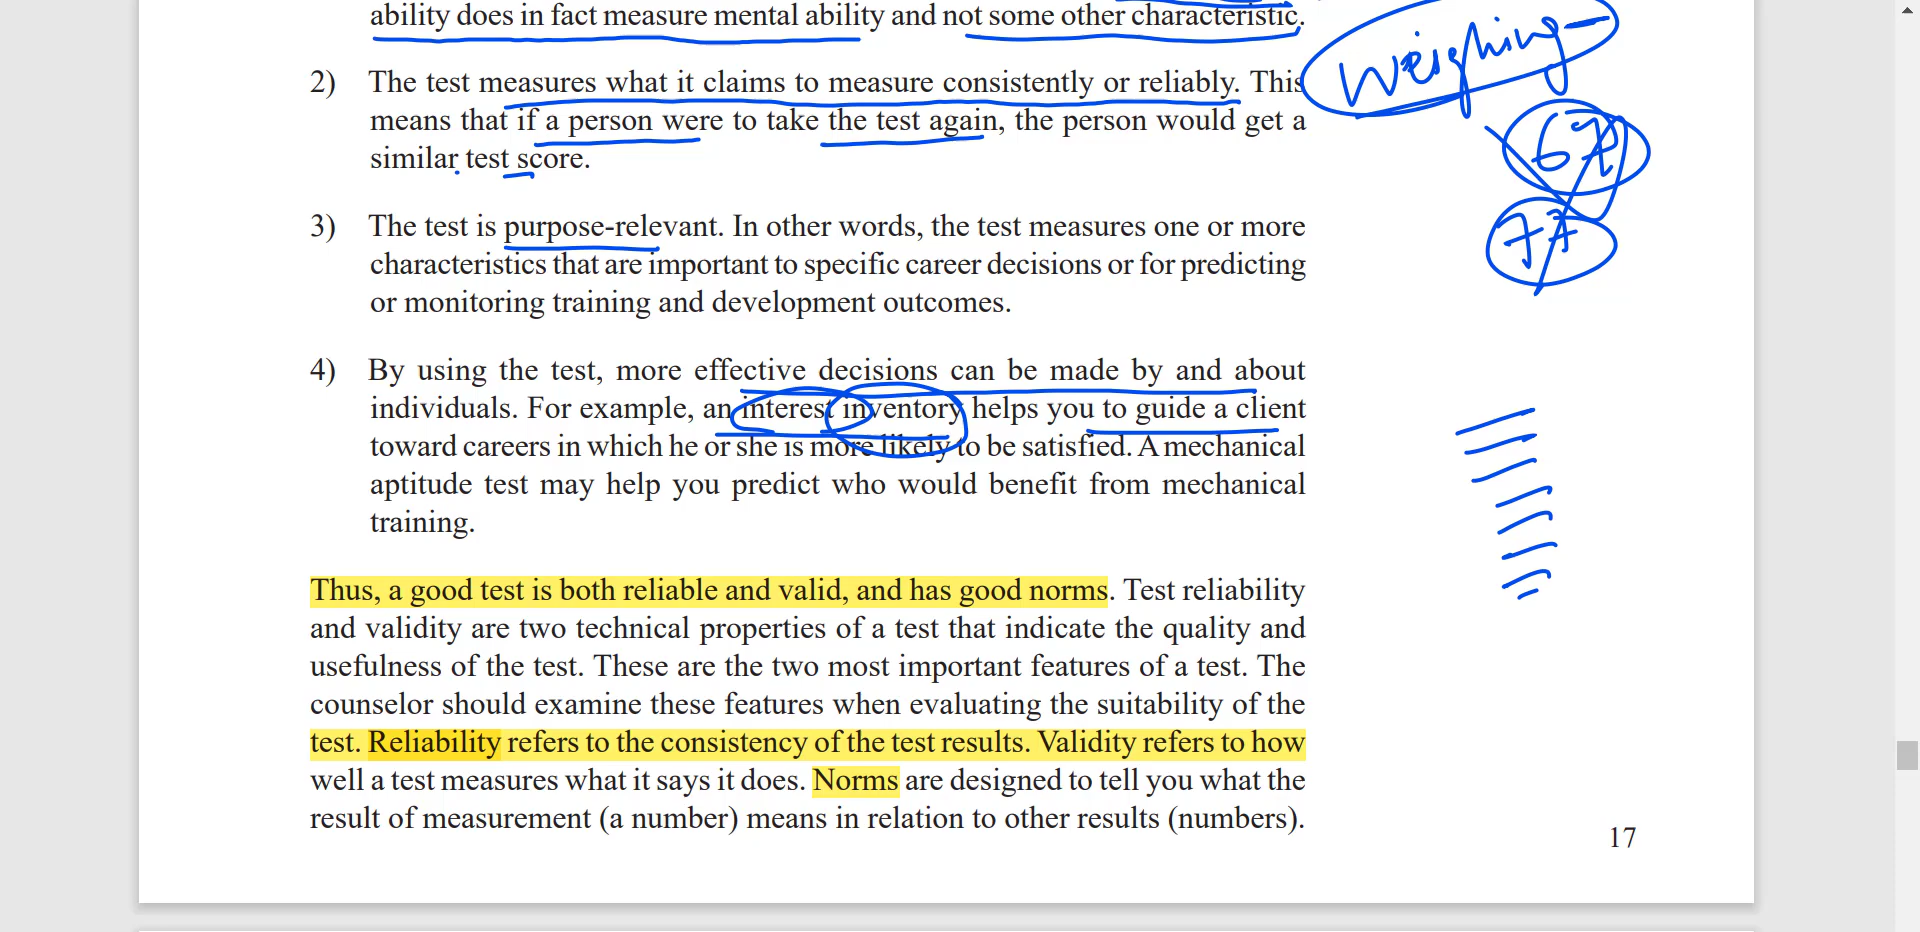 ability does in fact measure mental ability and not some other characteristic.
Weighing
2) The test measures what it claims to measure consistently or reliably. This
means that if a person were to take the test again, the person would get a
similar test score.
67
77
3) The test is purpose-relevant. In other words, the test measures one or more
characteristics that are important to specific career decisions or for predicting
or monitoring training and development outcomes.
4) By using the test, more effective decisions can be made by and about
individuals. For example, an interest inventory helps you to guide a client
toward careers in which he or she is more likely to be satisfied. A mechanical
aptitude test may help you predict who would benefit from mechanical
training.
Thus, a good test is both reliable and valid, and has good norms. Test reliability
and validity are two technical properties of a test that indicate the quality and
usefulness of the test. These are the two most important features of a test. The
counselor should examine these features when evaluating the suitability of the
test. Reliability refers to the consistency of the test results. Validity refers to how
well a test measures what it says it does. Norms are designed to tell you what the
result of measurement (a number) means in relation to other results (numbers).
17